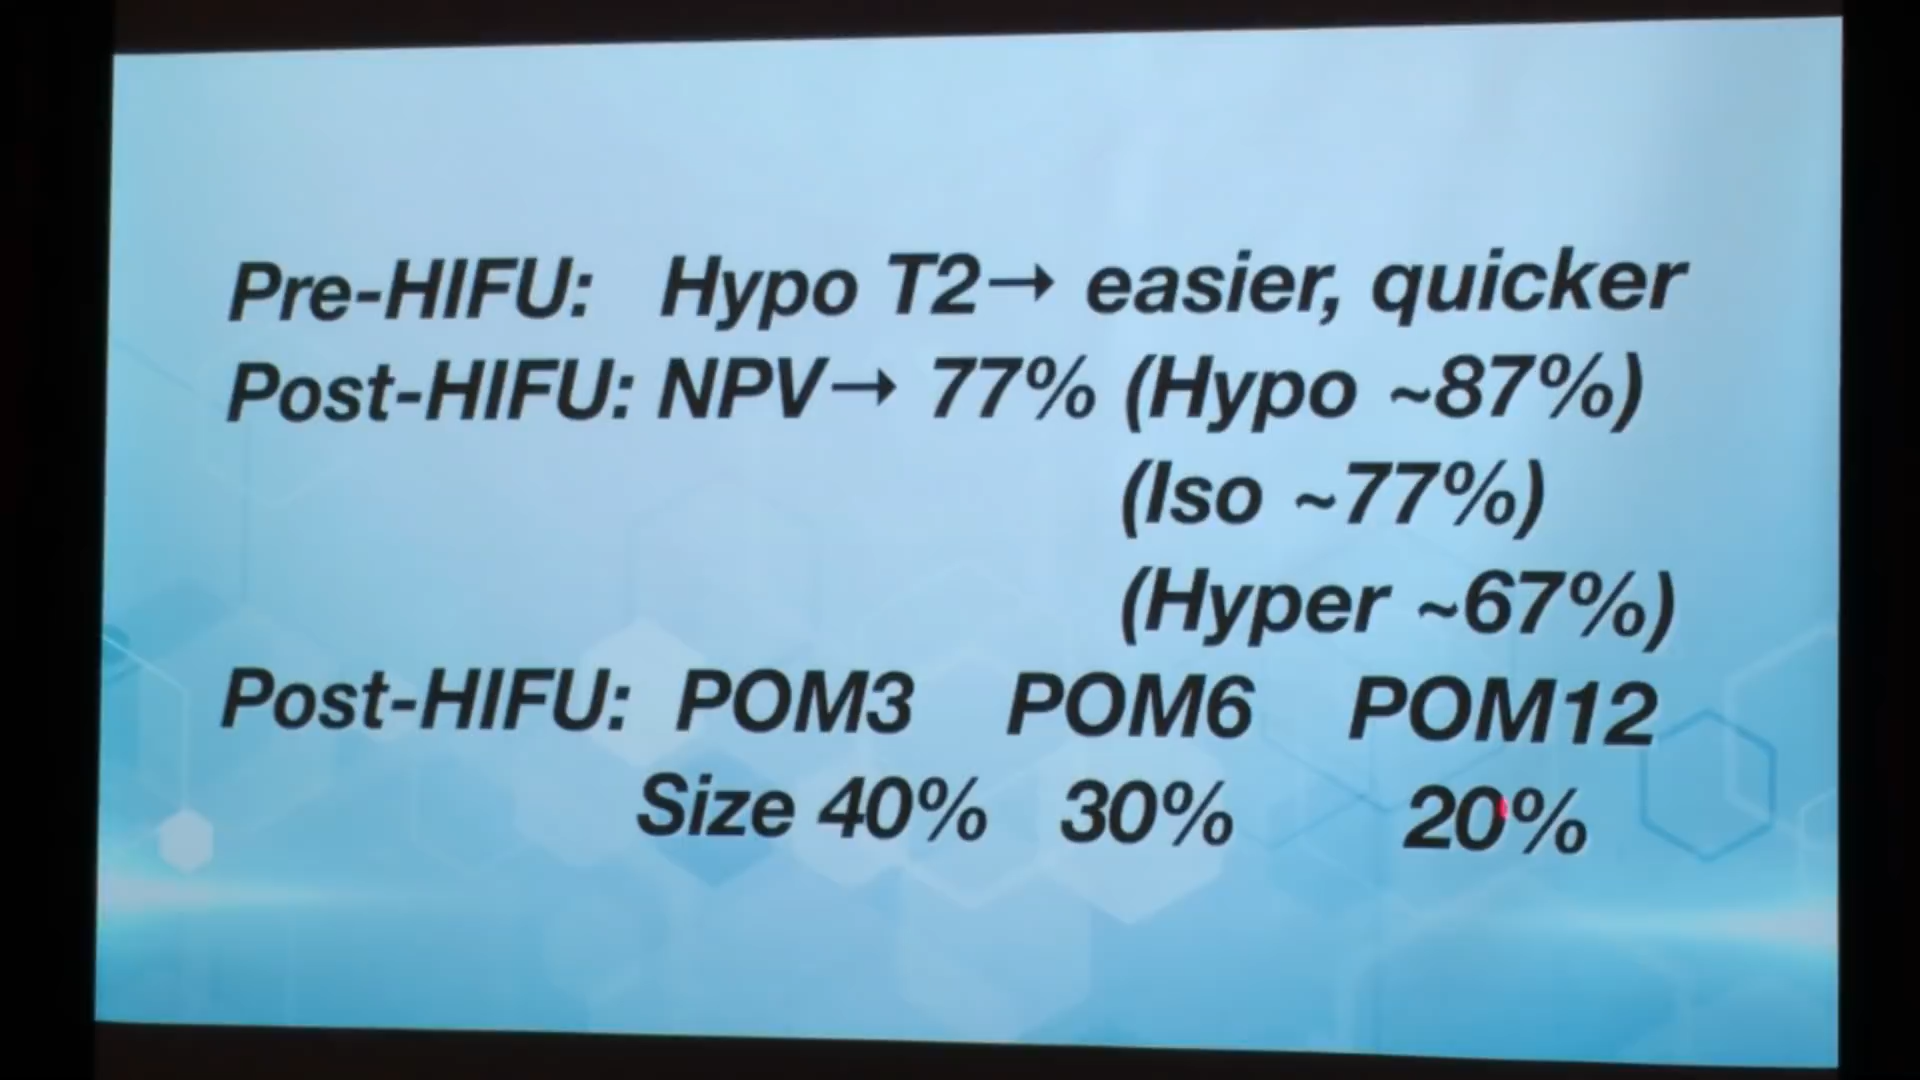 Pre-HIFU: Hypo T2→ easier, quicker
Post-HIFU: NPV→ 77% (Hypo ~87%)
(Iso ~77%)
(Hyper ~67%)
Post-HIFU: POM3 POM6 POM12
Size 40% 30% 20%